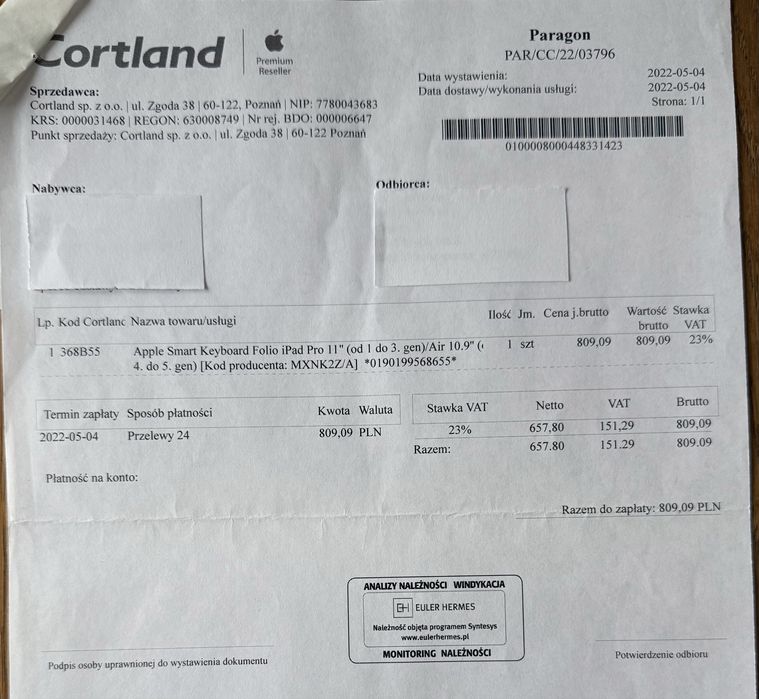 Cortland
Premium
Reseller
Paragon
PAR/CC/22/03796
Data wystawienia: 2022-05-04
Data dostawy/wykonania usługi: 2022-05-04
Strona: 1/1
0100008000448331423
Sprzedawca:
Cortland sp. z o.o. | ul. Zgoda 38 | 60-122, Poznań | NIP: 7780043683
KRS: 0000031468 | REGON: 630008749 | Nr rej. BDO: 000006647
Punkt sprzedaży: Cortland sp. z o.o. | ul. Zgoda 38 | 60-122 Poznań
Nabywca: Odbiorca:
Lp. Kod Cortlanc Nazwa towaru/usługi Ilość Jm. Cena j.brutto Wartość brutto Stawka VAT
1 368B55 Apple Smart Keyboard Folio iPad Pro 11" (od 1 do 3. gen)/Air 10.9" ( 1 szt 809,09 809,09 23%
4. do 5. gen) [Kod producenta: MXNK2Z/A] *0190199568655*
Termin zapłaty Sposób płatności Kwota Waluta
2022-05-04 Przelewy 24 809,09 PLN
Stawka VAT Netto VAT Brutto
23% 657,80 151,29 809,09
Razem: 657.80 151.29 809.09
Płatność na konto:
Razem do zapłaty: 809,09 PLN
ANALIZY NALEŻNOŚCI WINDYKACJA
EH EULER HERMES
Należność objęta programem Syntesys
www.eulerhermes.pl
MONITORING NALEŻNOŚCI
Podpis osoby uprawnionej do wystawienia dokumentu
Potwierdzenie odbioru